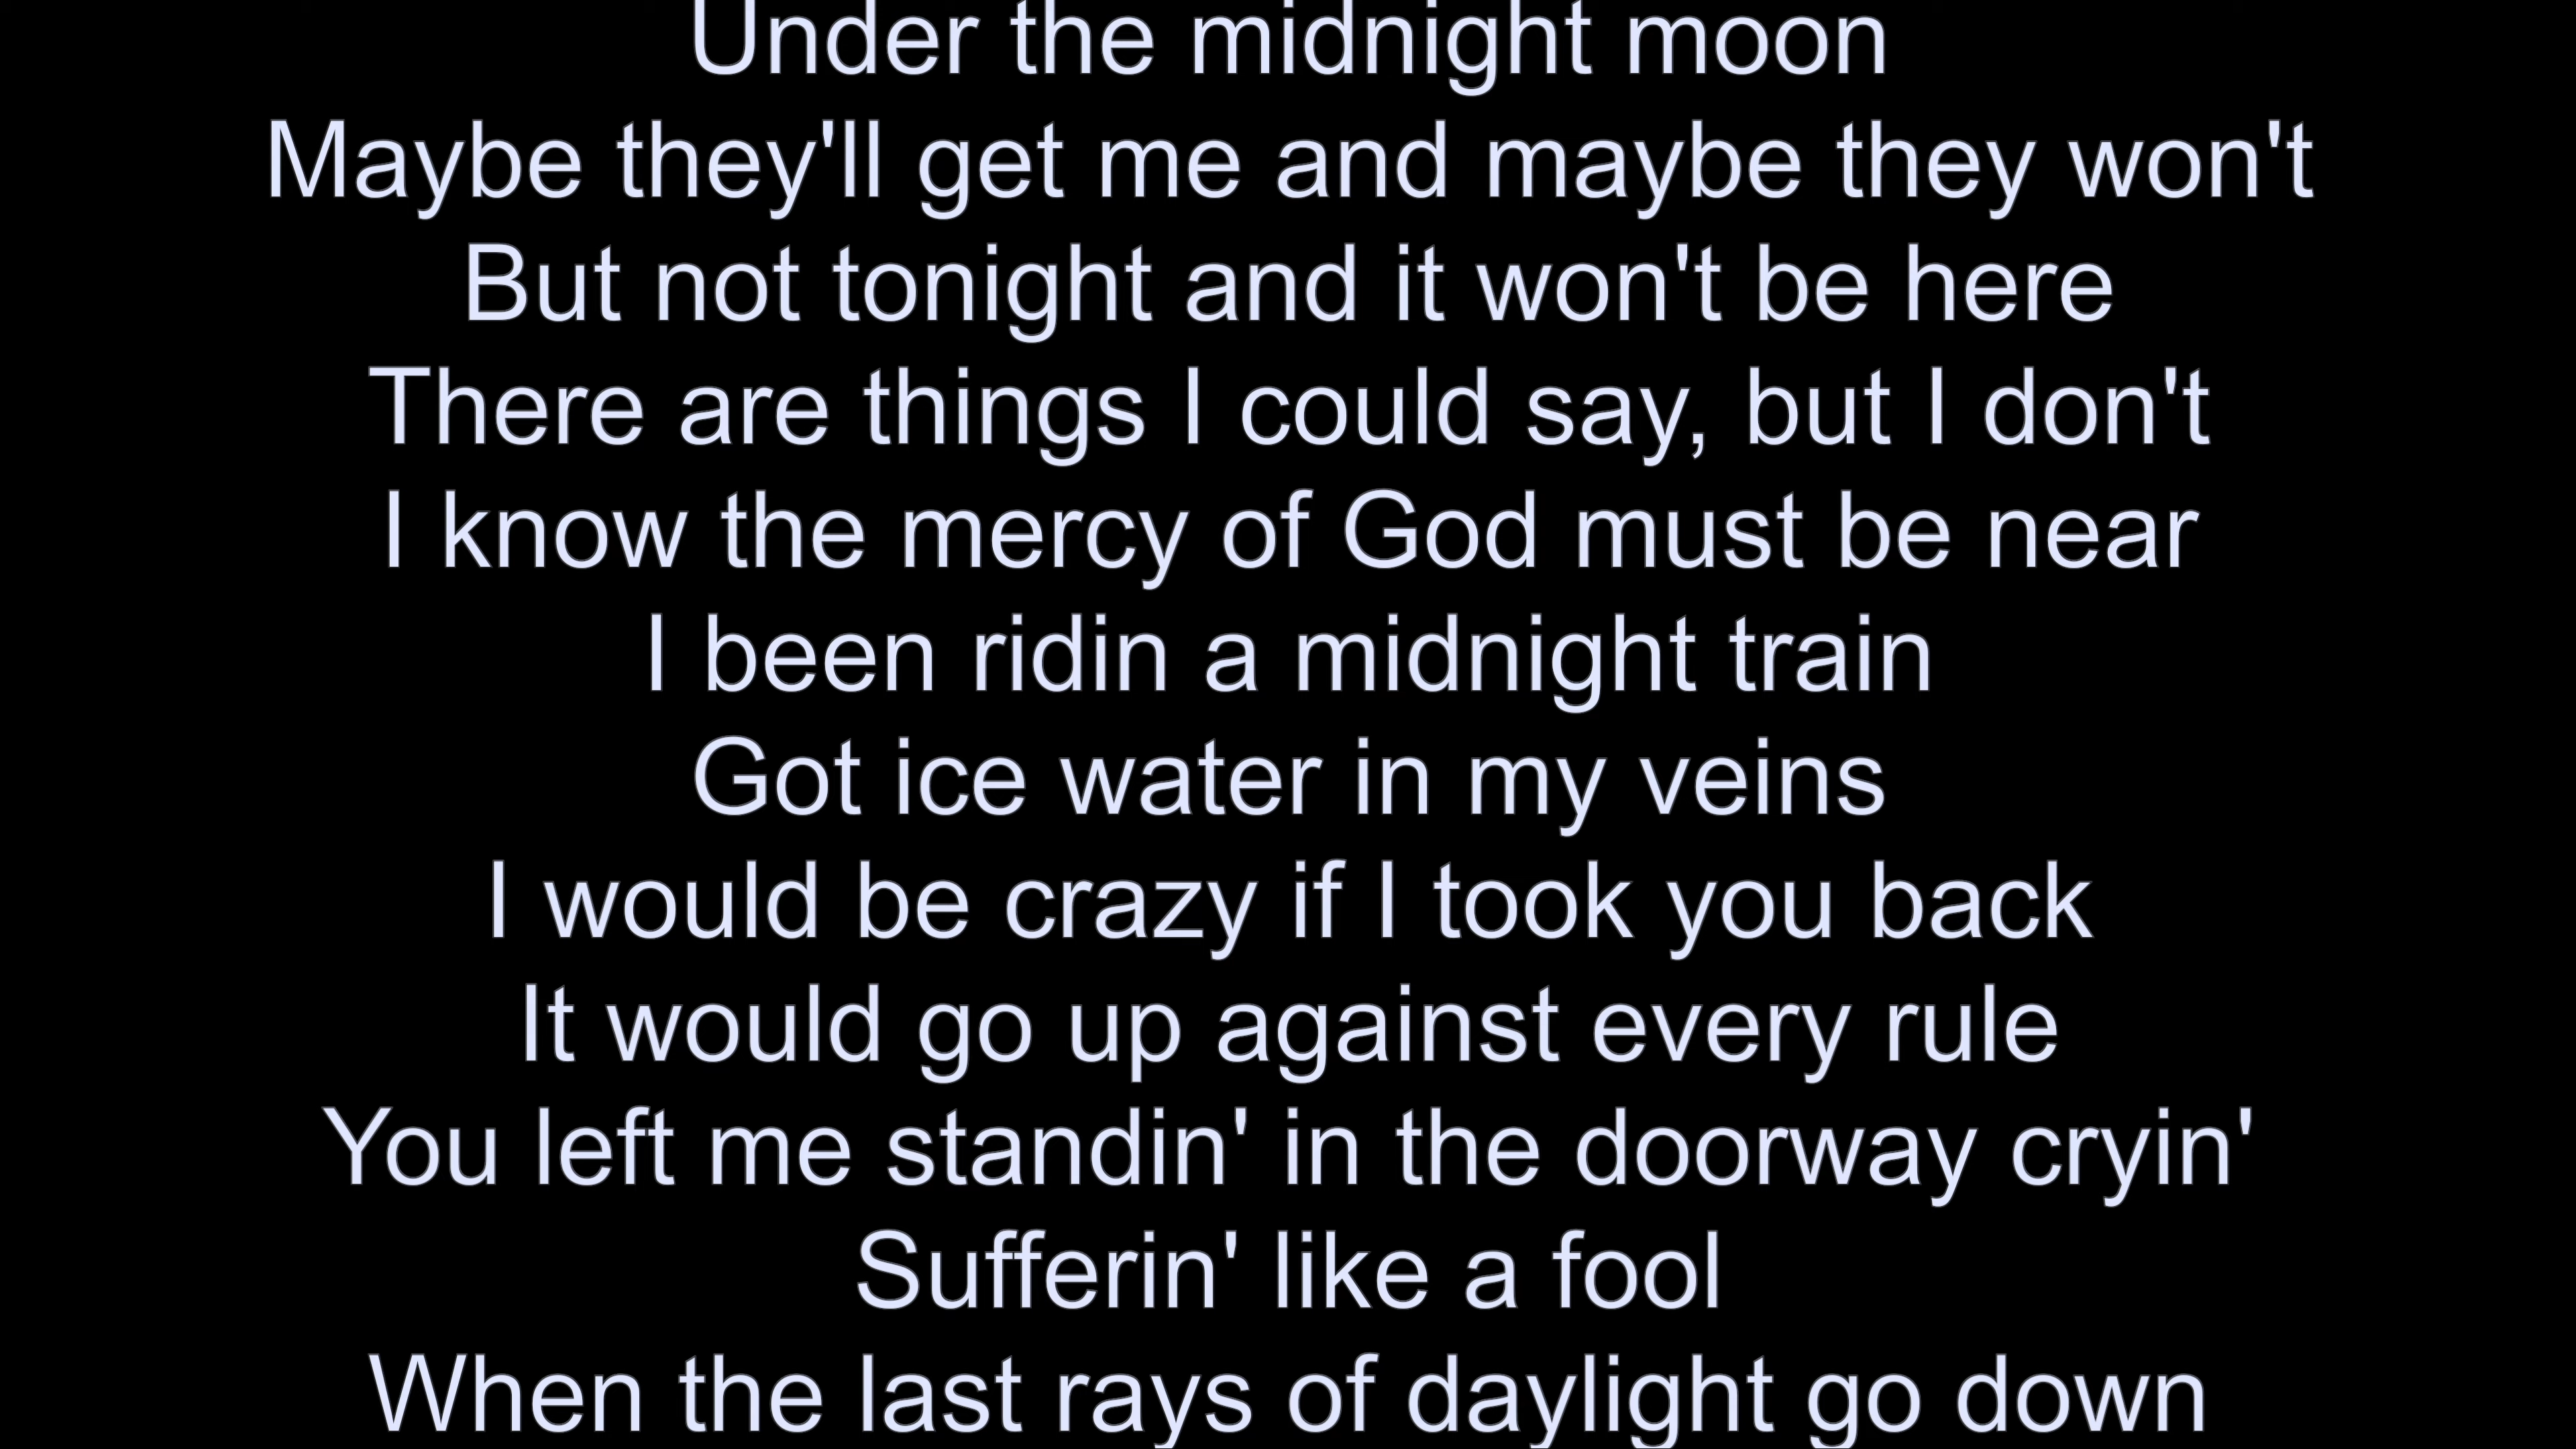 Under the midnight moon
Maybe they'll get me and maybe they won't
But not tonight and it won't be here
There are things I could say, but I don't
I know the mercy of God must be near
I been ridin a midnight train
Got ice water in my veins
I would be crazy if I took you back
It would go up against every rule
You left me standin' in the doorway cryin'
Sufferin' like a fool
When the last rays of daylight go down